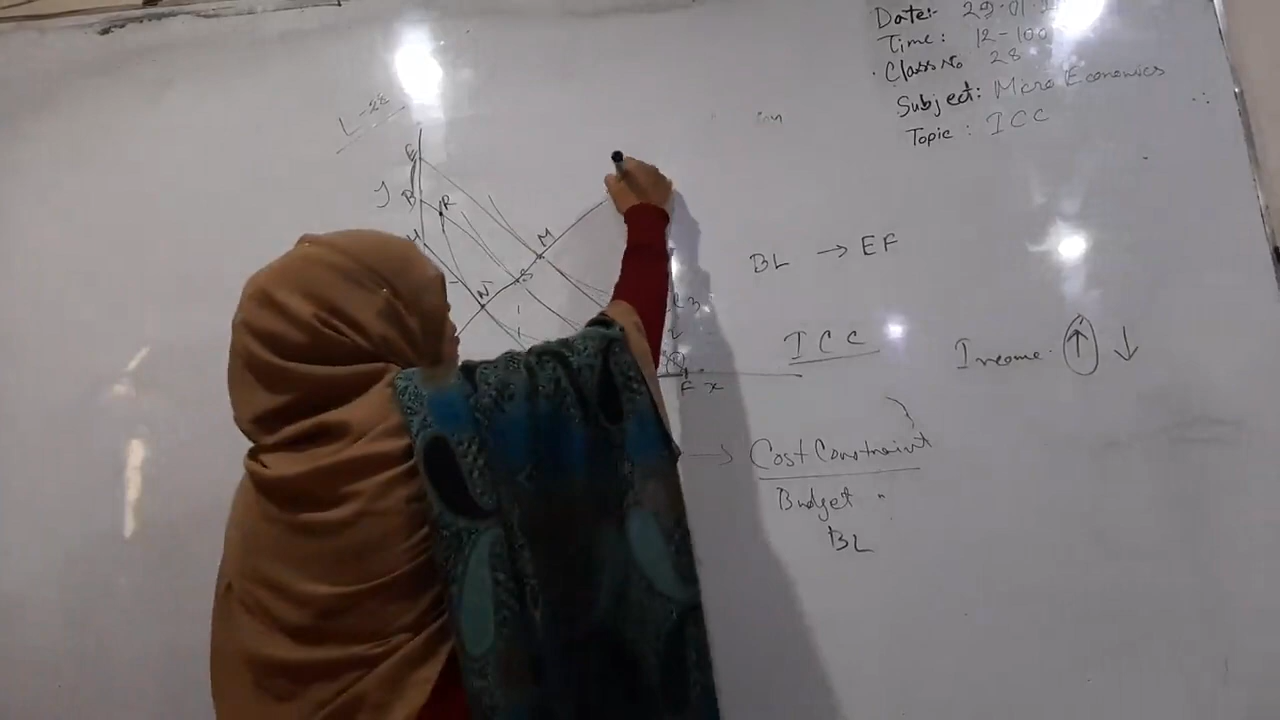 Date:- 29-01-
Time: 12-100
Class No 28
Subject: Micro Economics
Topic: ICC
L-28
E
y B R
M
S
N
BL → EF
ICC
Income. ↑ ↓
F x
→ Cost Constraint
Budget "
BL